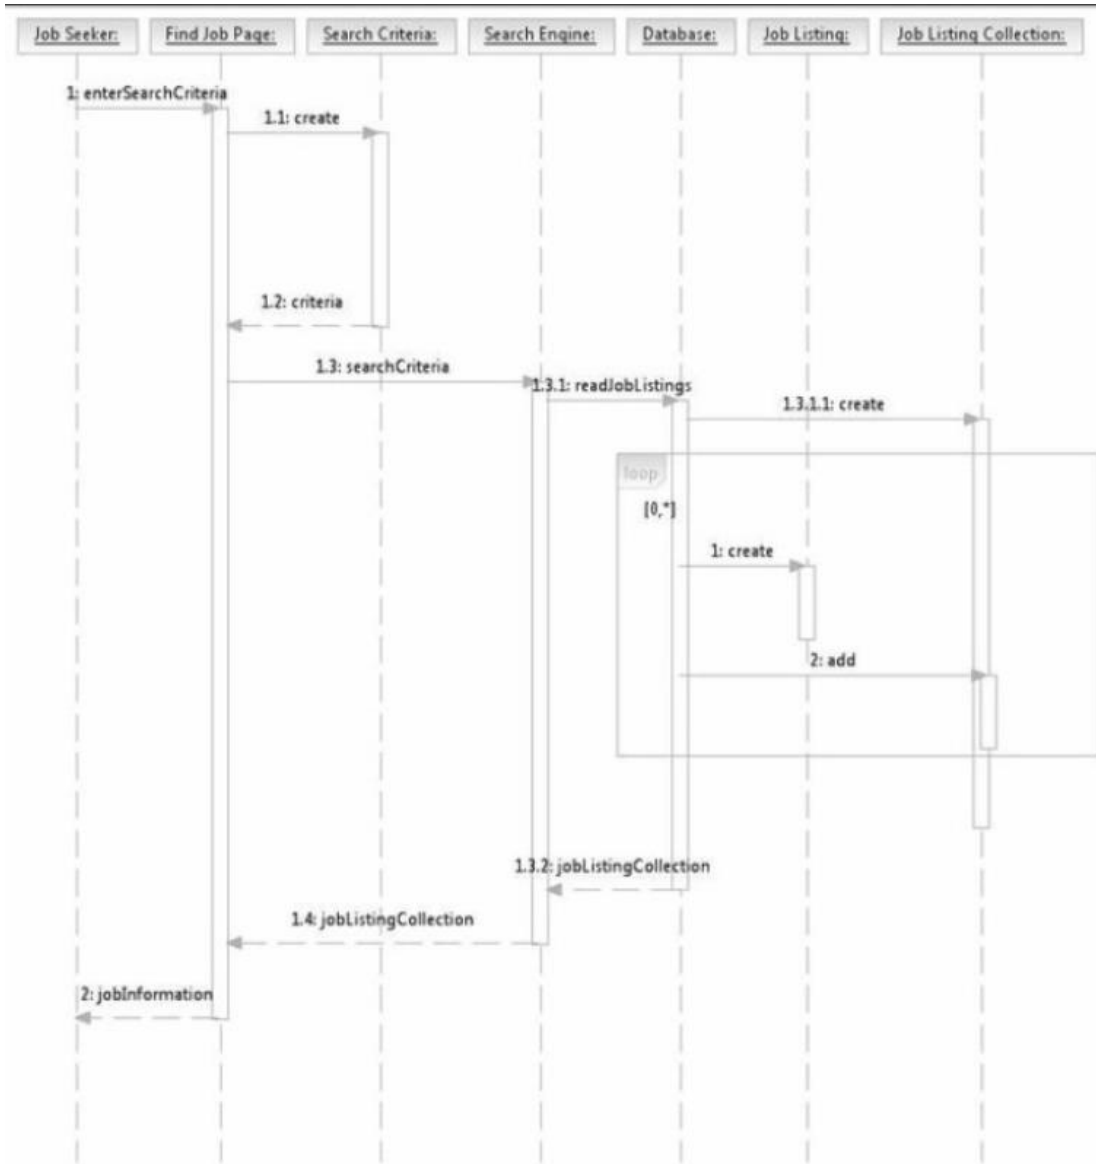 Job Seeker:
Find Job Page:
Search Criteria:
Search Engine:
Database:
Job Listing:
Job Listing Collection:
1: enterSearchCriteria
1.1: create
1.2: criteria
1.3: searchCriteria
1.3.1: readJobListings
1.3.1.1: create
loop
[0,*]
1: create
2: add
1.3.2: jobListingCollection
1.4: jobListingCollection
2: jobInformation